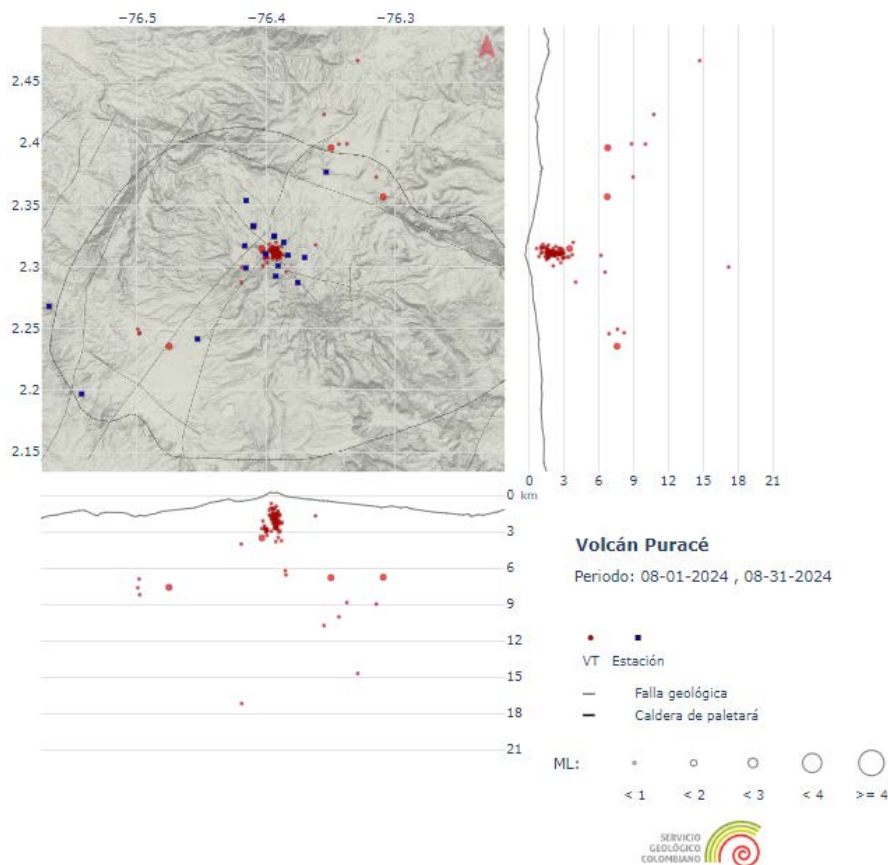 −76.5 −76.4 −76.3
2.45
2.4
2.35
2.3
2.25
2.2
2.15
0 3 6 9 12 15 18 21
km
0
3
6
9
12
15
18
21
Volcán Puracé
Periodo: 08-01-2024 , 08-31-2024
VT Estación
Falla geológica
Caldera de paletará
ML:
< 1 < 2 < 3 < 4 >= 4
SERVICIO
GEOLÓGICO
COLOMBIANO